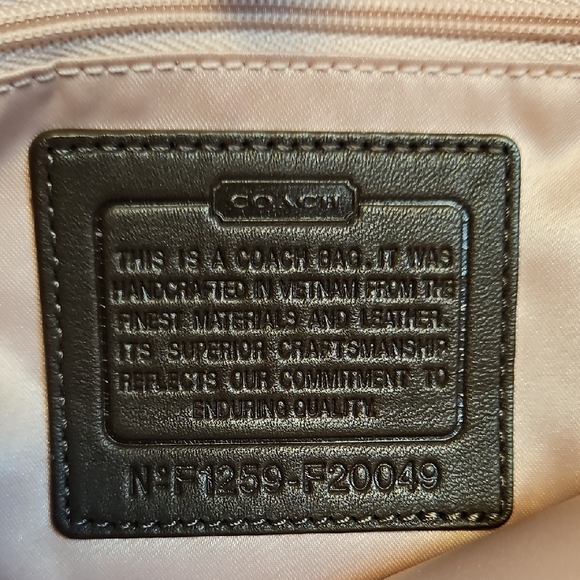 COACH
THIS IS A COACH BAG. IT WAS
HANDCRAFTED IN VIETNAM FROM THE
FINEST MATERIALS AND LEATHER.
ITS SUPERIOR CRAFTSMANSHIP
REFLECTS OUR COMMITMENT TO
ENDURING QUALITY.
Nº F1259-F20049